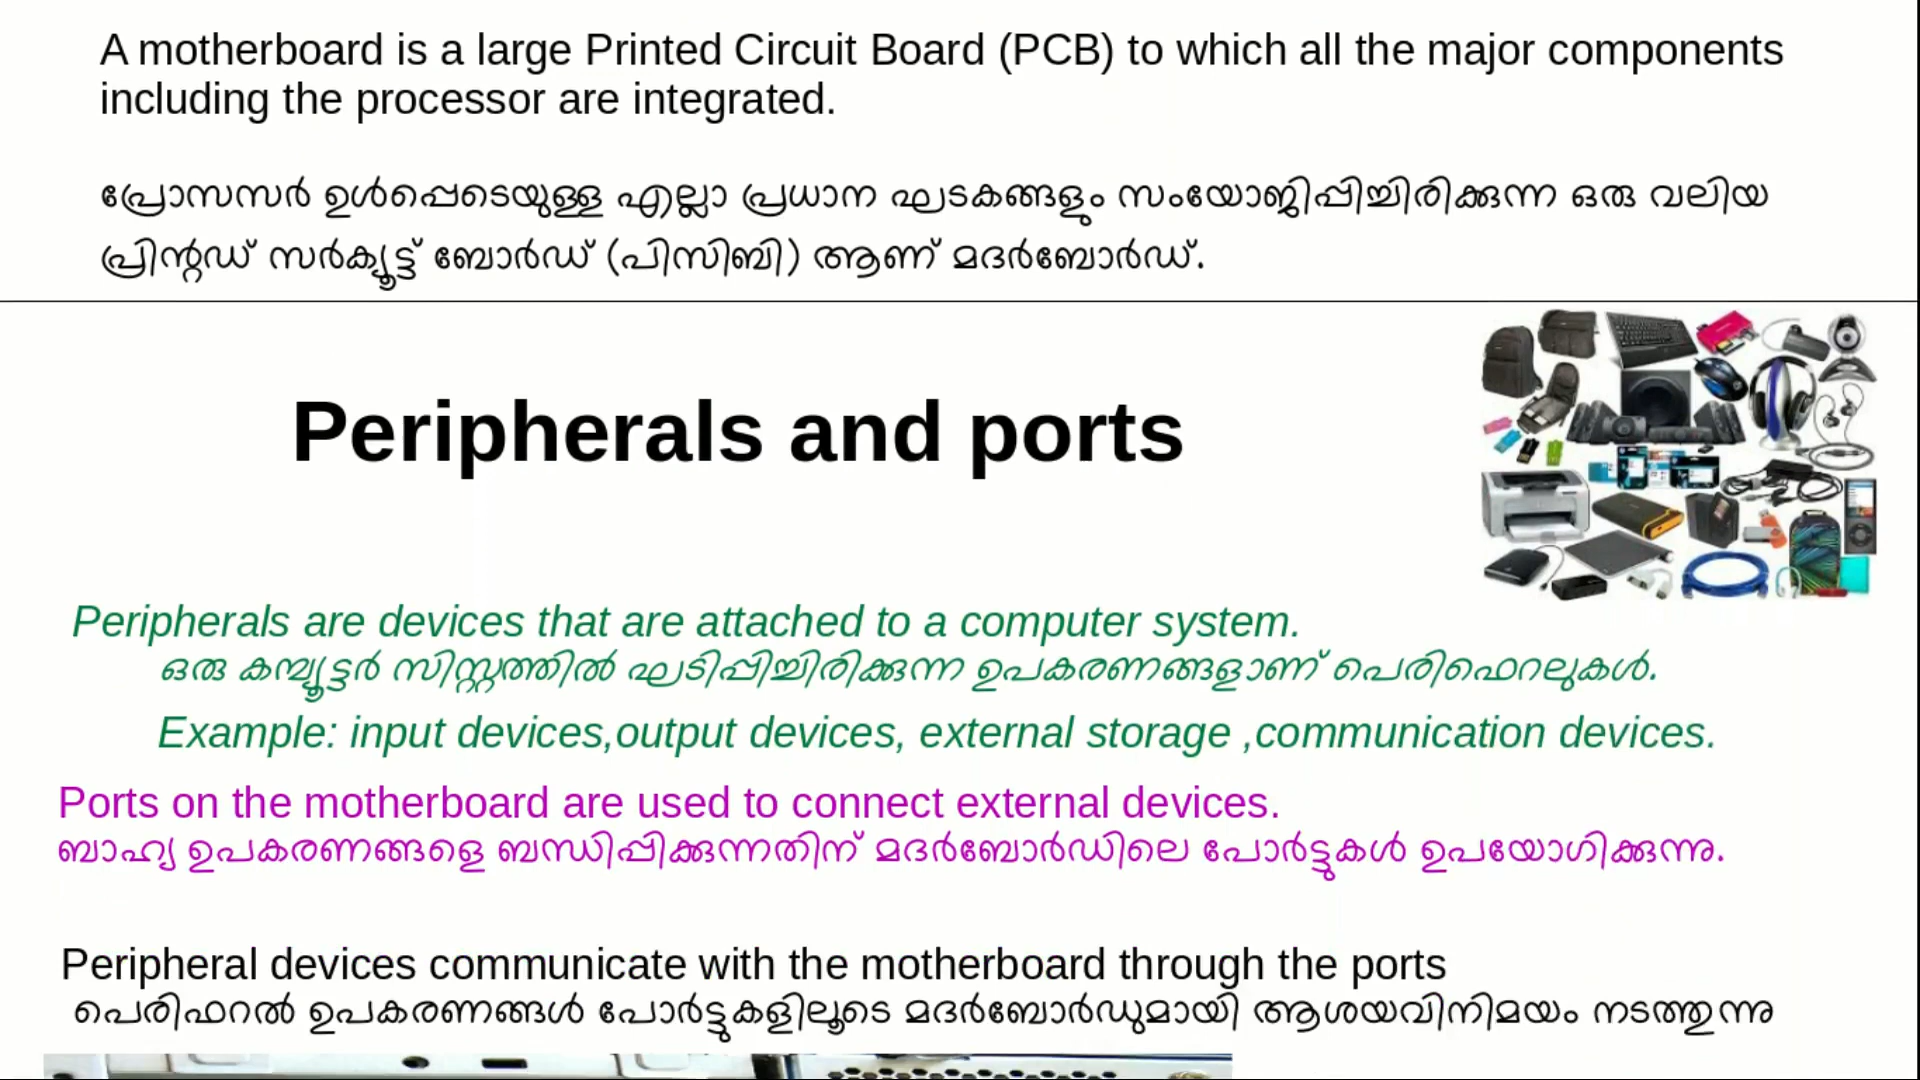 A motherboard is a large Printed Circuit Board (PCB) to which all the major components
including the processor are integrated.
പ്രോസസർ ഉൾപ്പെടെയുള്ള എല്ലാ പ്രധാന ഘടകങ്ങളും സംയോജിപ്പിച്ചിരിക്കുന്ന ഒരു വലിയ
പ്രിന്റഡ് സർക്യൂട്ട് ബോർഡ് (പിസിബി) ആണ് മദർബോർഡ്.
Peripherals and ports
Peripherals are devices that are attached to a computer system.
ഒരു കമ്പ്യൂട്ടർ സിസ്റ്റത്തിൽ ഘടിപ്പിച്ചിരിക്കുന്ന ഉപകരണങ്ങളാണ് പെരിഫെറലുകൾ.
Example: input devices,output devices, external storage ,communication devices.
Ports on the motherboard are used to connect external devices.
ബാഹ്യ ഉപകരണങ്ങളെ ബന്ധിപ്പിക്കുന്നതിന് മദർബോർഡിലെ പോർട്ടുകൾ ഉപയോഗിക്കുന്നു.
Peripheral devices communicate with the motherboard through the ports
പെരിഫറൽ ഉപകരണങ്ങൾ പോർട്ടുകളിലൂടെ മദർബോർഡുമായി ആശയവിനിമയം നടത്തുന്നു